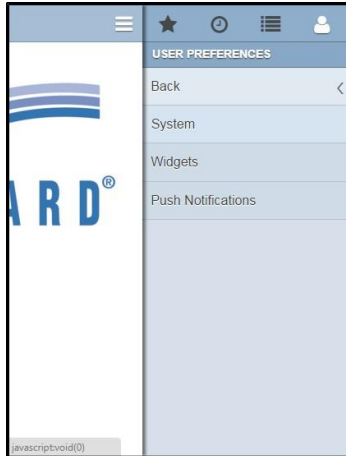 USER PREFERENCES
Back
System
Widgets
Push Notifications
ARD®
javascript:void(0)